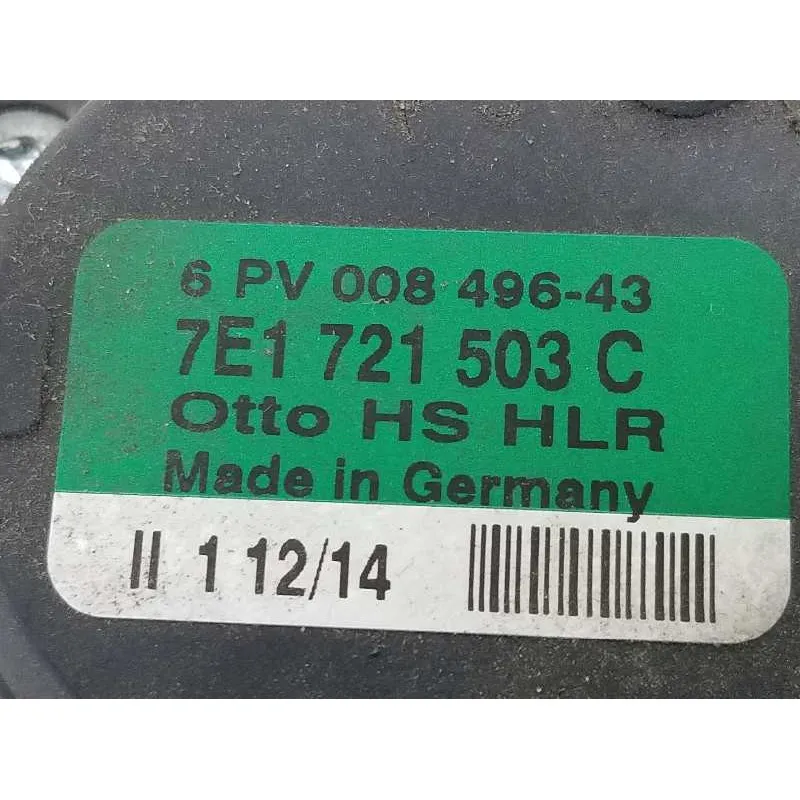 6 PV 008 496-43
7E1 721 503 C
Otto HS HLR
Made in Germany
II 1 12/14